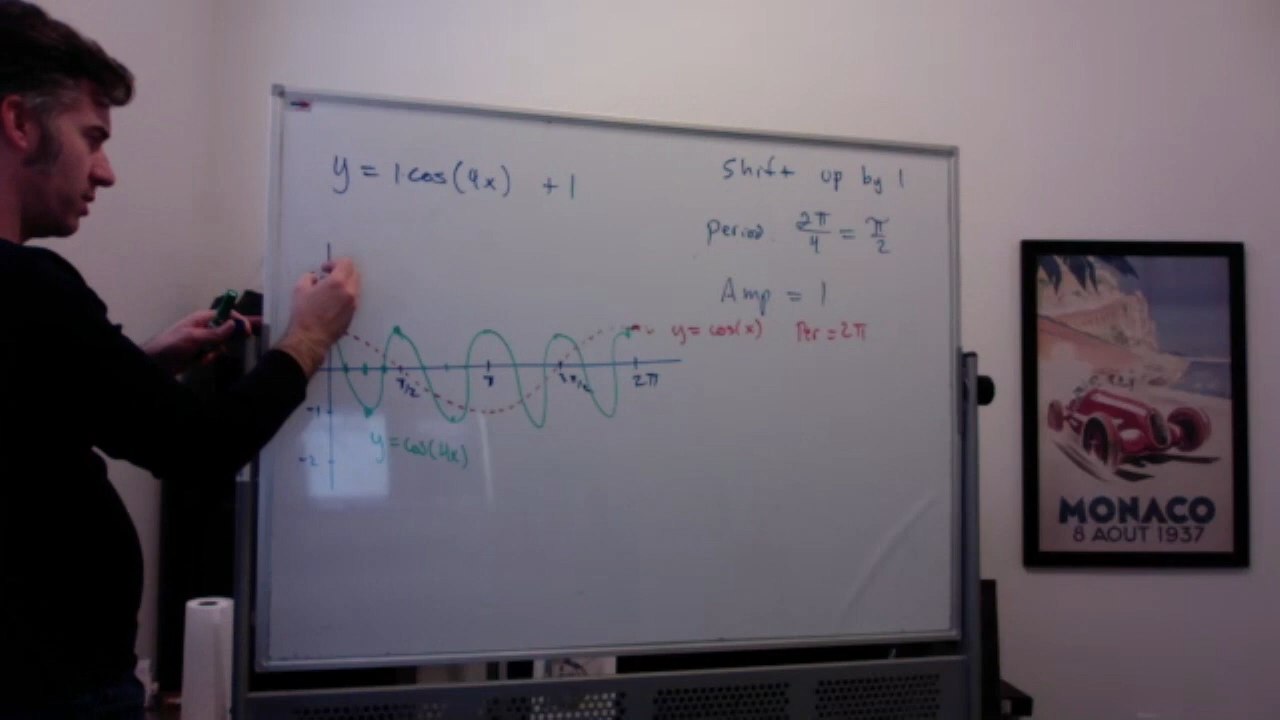 y = 1 cos(4x) + 1
Shift up by 1
Period: 2π/4 = π/2
Amp = 1
y = cos(x) Per = 2π
π/2 π 3π/2 2π
-1
y = cos(4x)
-2
MONACO
8 AOUT 1937